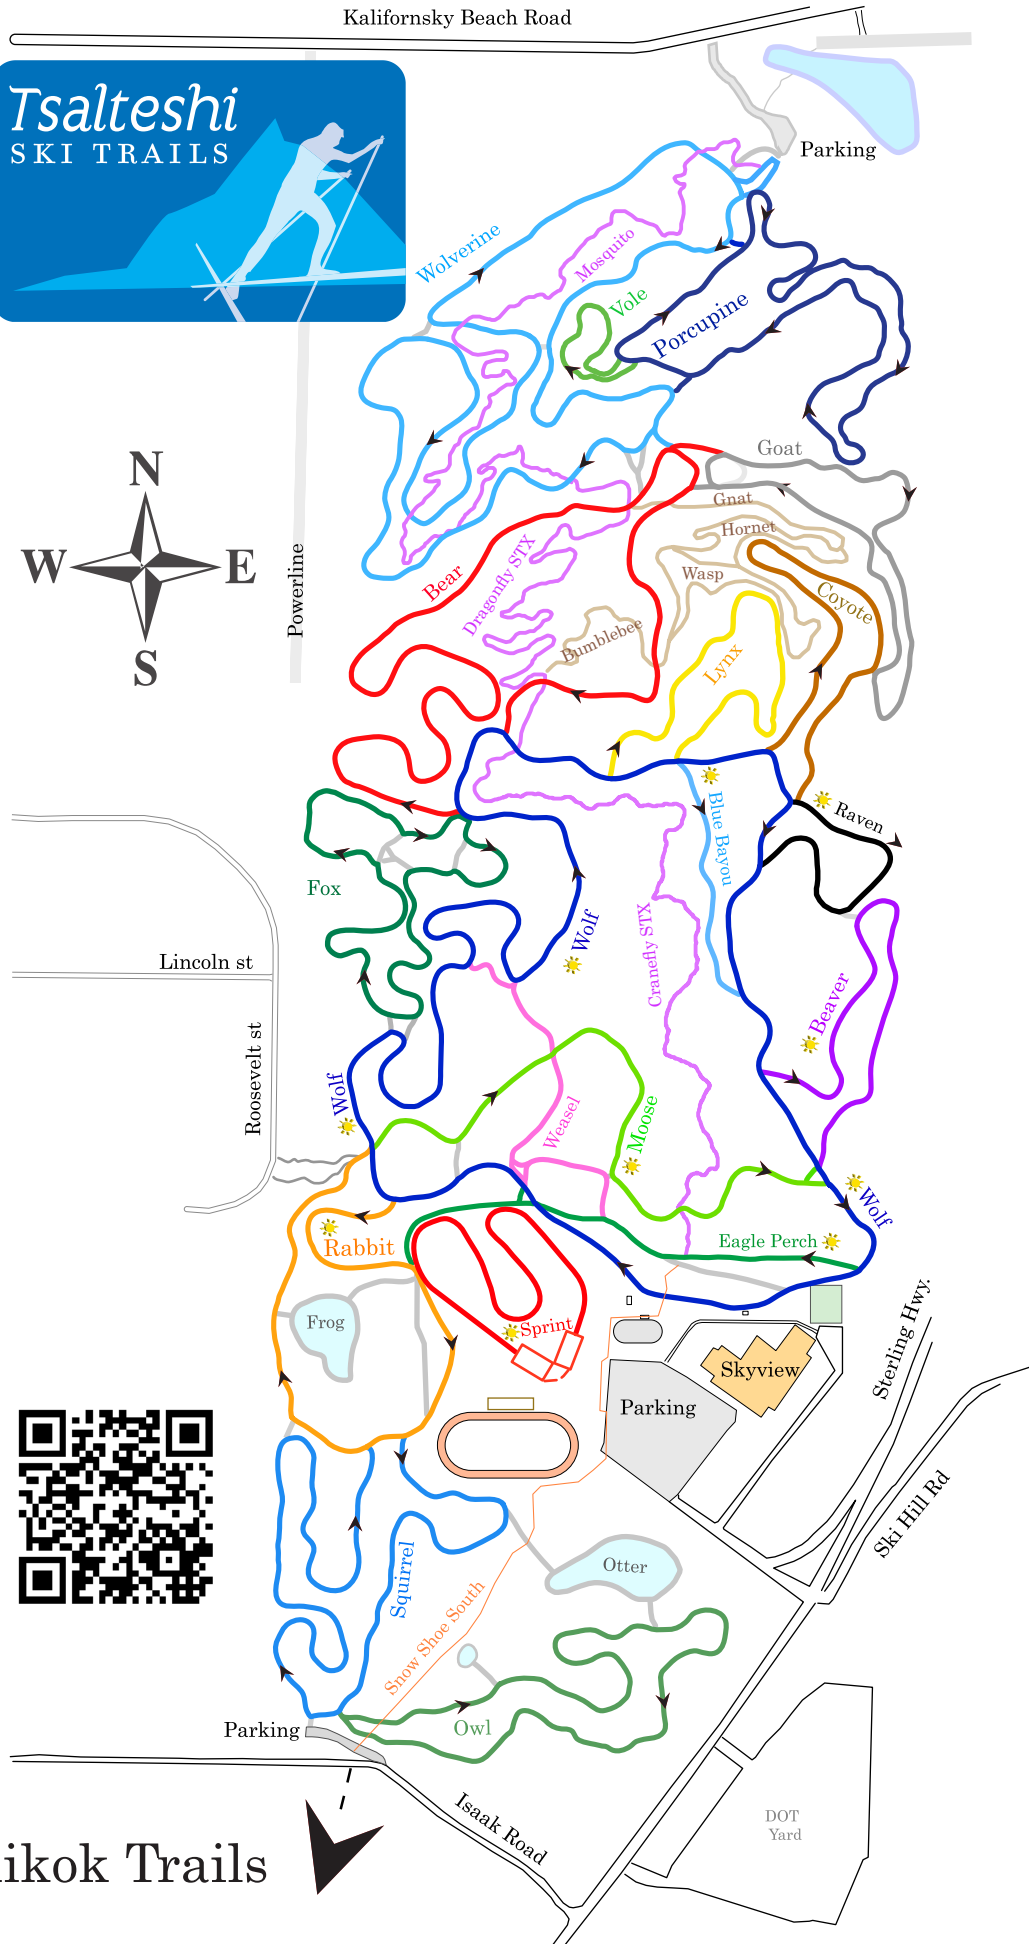 Kalifornsky Beach Road
Tsalteshi
SKI TRAILS
Parking
Wolverine
Mosquito
Vole
Porcupine
N
W
E
S
Powerline
Goat
Gnat
Hornet
Wasp
Bear
Dragonfly STX
Bumblebee
Coyote
Lynx
Blue Bayou
Raven
Fox
Wolf
Cranefly STX
Lincoln st
Beaver
Roosevelt st
Wolf
Weasel
Moose
Wolf
Rabbit
Eagle Perch
Frog
Sprint
Skyview
Sterling Hwy.
Parking
Ski Hill Rd
Squirrel
Otter
Snow Shoe South
Owl
Parking
Isaak Road
DOT
Yard
ikok Trails